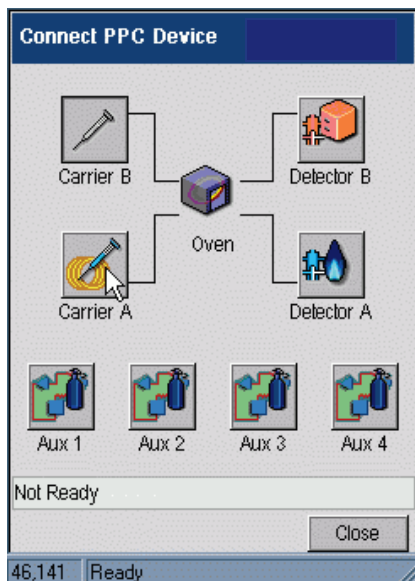 Connect PPC Device
Carrier B
Detector B
Oven
Carrier A
Detector A
Aux 1
Aux 2
Aux 3
Aux 4
Not Ready
Close
46,141
Ready